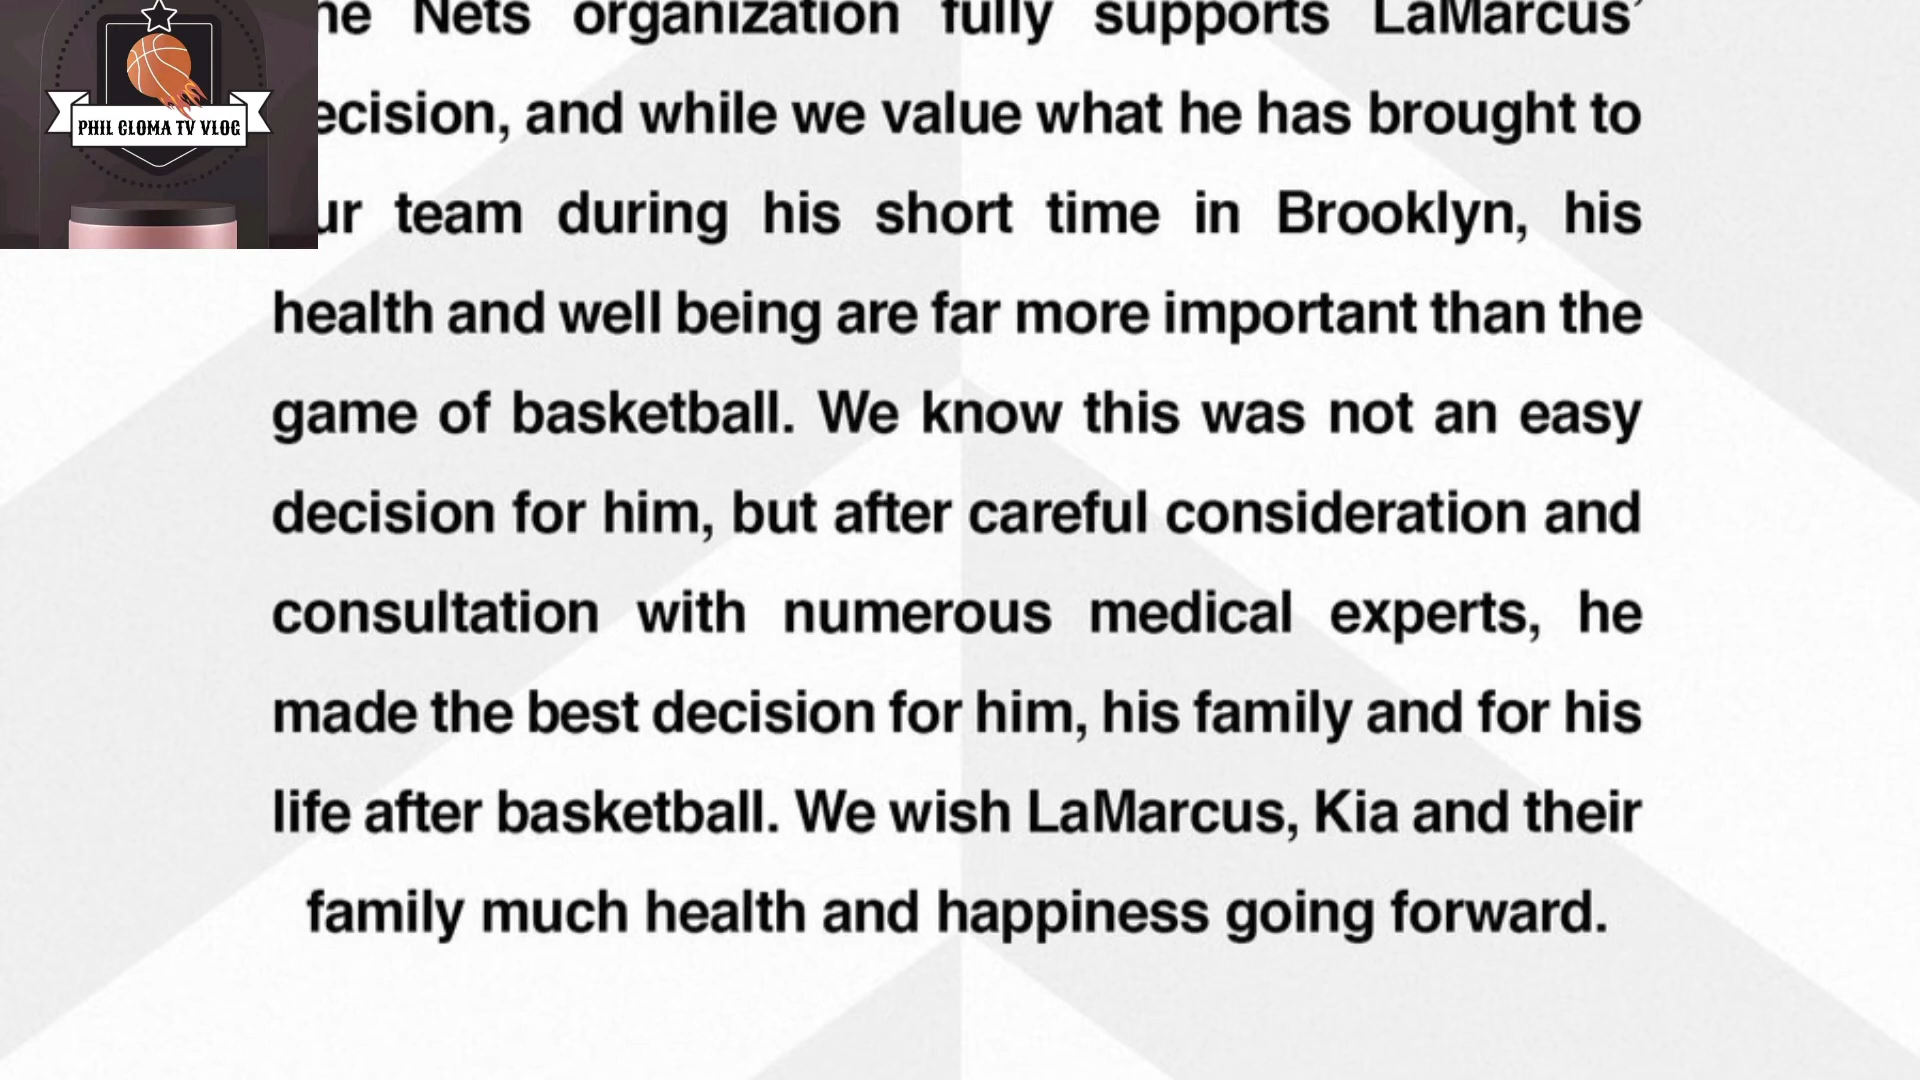 PHIL CLOMA TV VLOG
Nets organization fully supports LaMarcus’
and while we value what he has brought to
team during his short time in Brooklyn, his
health and well being are far more important than the
game of basketball. We know this was not an easy
decision for him, but after careful consideration and
consultation with numerous medical experts, he
made the best decision for him, his family and for his
life after basketball. We wish LaMarcus, Kia and their
family much health and happiness going forward.